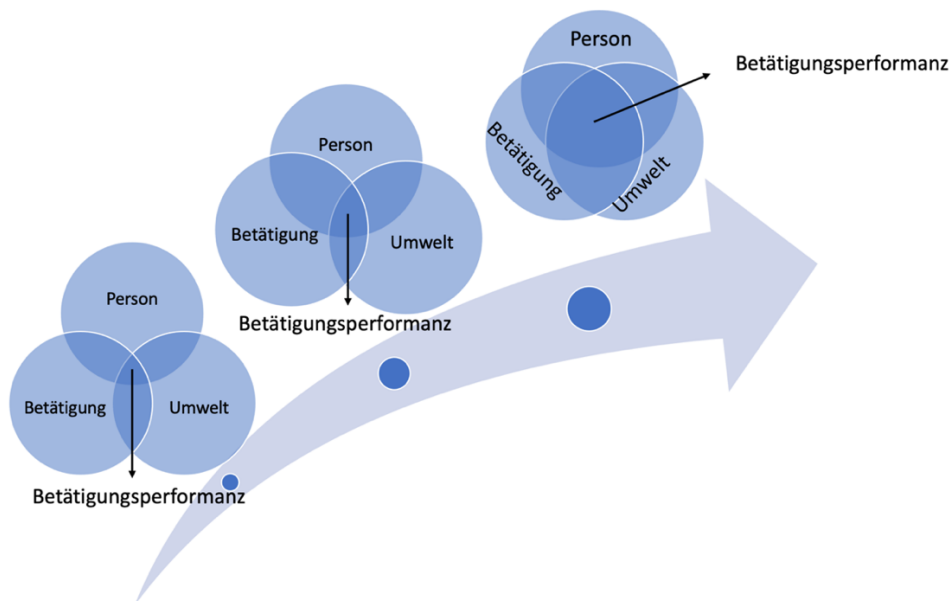 Person
Betätigung
Umwelt
Betätigungsperformanz
Person
Betätigung
Umwelt
Betätigungsperformanz
Person
Betätigung
Umwelt
Betätigungsperformanz